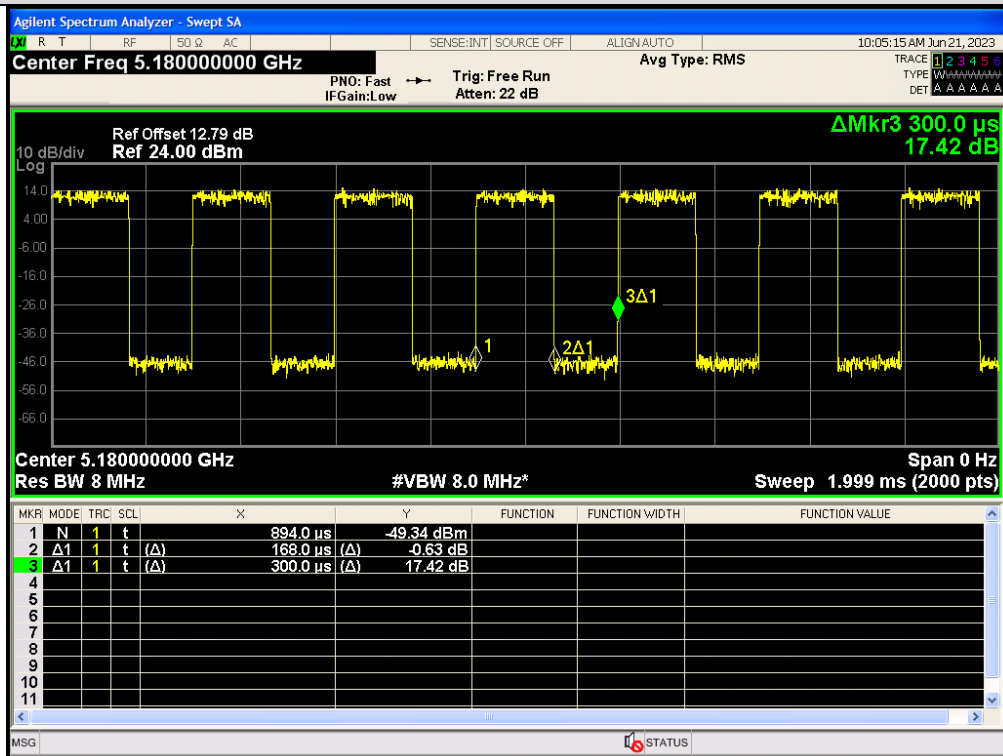 Agilent Spectrum Analyzer - Swept SA
LXI R T RF 50 Ω AC SENSE:INT SOURCE OFF ALIGN AUTO 10:05:15 AM Jun 21, 2023
Center Freq 5.180000000 GHz Avg Type: RMS TRACE 1 2 3 4 5 6
PNO: Fast Trig: Free Run TYPE W
IFGain:Low Atten: 22 dB DET A A A A A A
ΔMkr3 300.0 µs
Ref Offset 12.79 dB
10 dB/div Ref 24.00 dBm 17.42 dB
Log
14.0
4.00
-6.00
-16.0
-26.0
3Δ1
-36.0
1
2Δ1
-46.0
-56.0
-66.0
Center 5.180000000 GHz Span 0 Hz
Res BW 8 MHz #VBW 8.0 MHz* Sweep 1.999 ms (2000 pts)
MKR MODE TRC SCL X Y FUNCTION FUNCTION WIDTH FUNCTION VALUE
1 N 1 t 894.0 µs -49.34 dBm
2 Δ1 1 t (Δ) 168.0 µs (Δ) -0.63 dB
3 Δ1 1 t (Δ) 300.0 µs (Δ) 17.42 dB
4
5
6
7
8
9
10
11
MSG STATUS